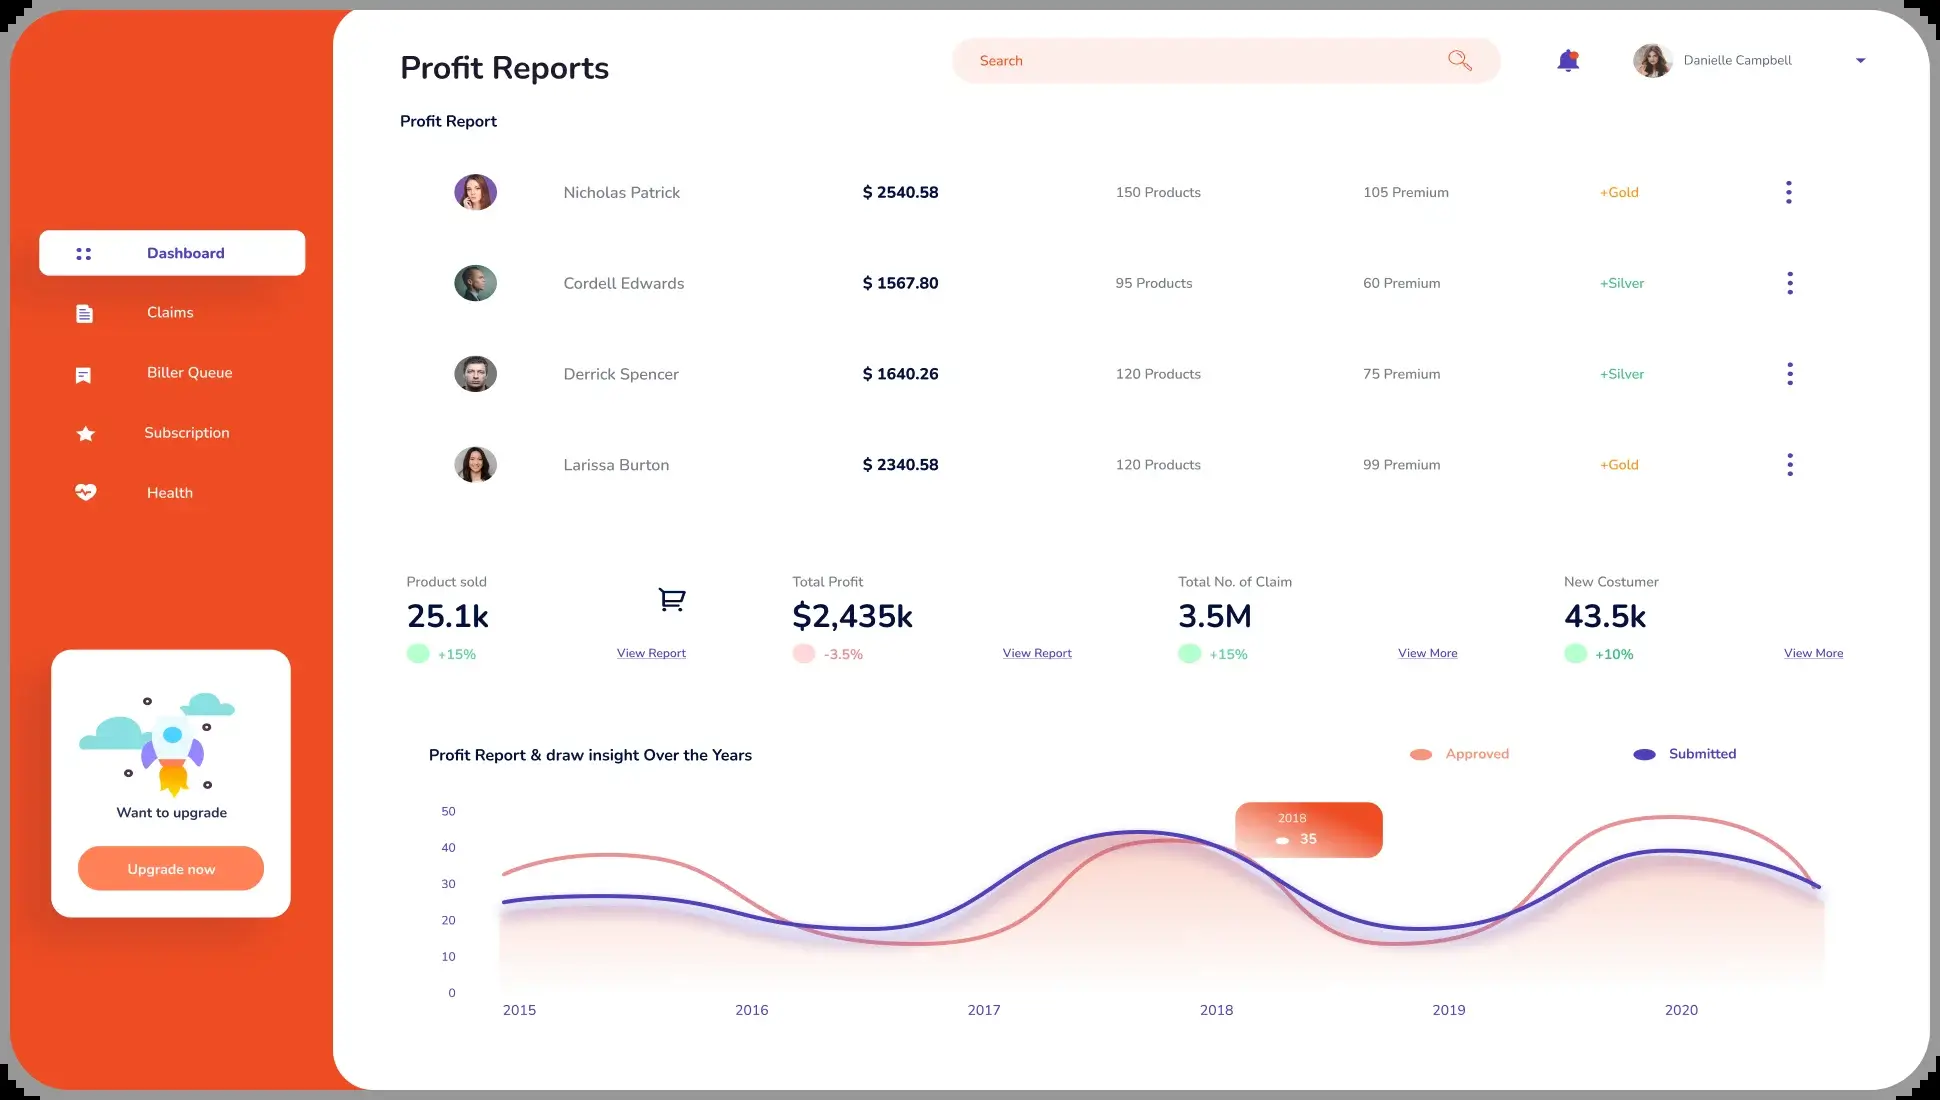 Profit Reports
Search
Danielle Campbell
Profit Report
Nicholas Patrick $ 2540.58 150 Products 105 Premium +Gold
Cordell Edwards $ 1567.80 95 Products 60 Premium +Silver
Derrick Spencer $ 1640.26 120 Products 75 Premium +Silver
Larissa Burton $ 2340.58 120 Products 99 Premium +Gold
Dashboard
Claims
Biller Queue
Subscription
Health
Want to upgrade
Upgrade now
Product sold
25.1k
+15% View Report
Total Profit
$2,435k
-3.5% View Report
Total No. of Claim
3.5M
+15% View More
New Costumer
43.5k
+10% View More
Profit Report & draw insight Over the Years
Approved Submitted
50
40
30
20
10
0
2018
35
2015 2016 2017 2018 2019 2020